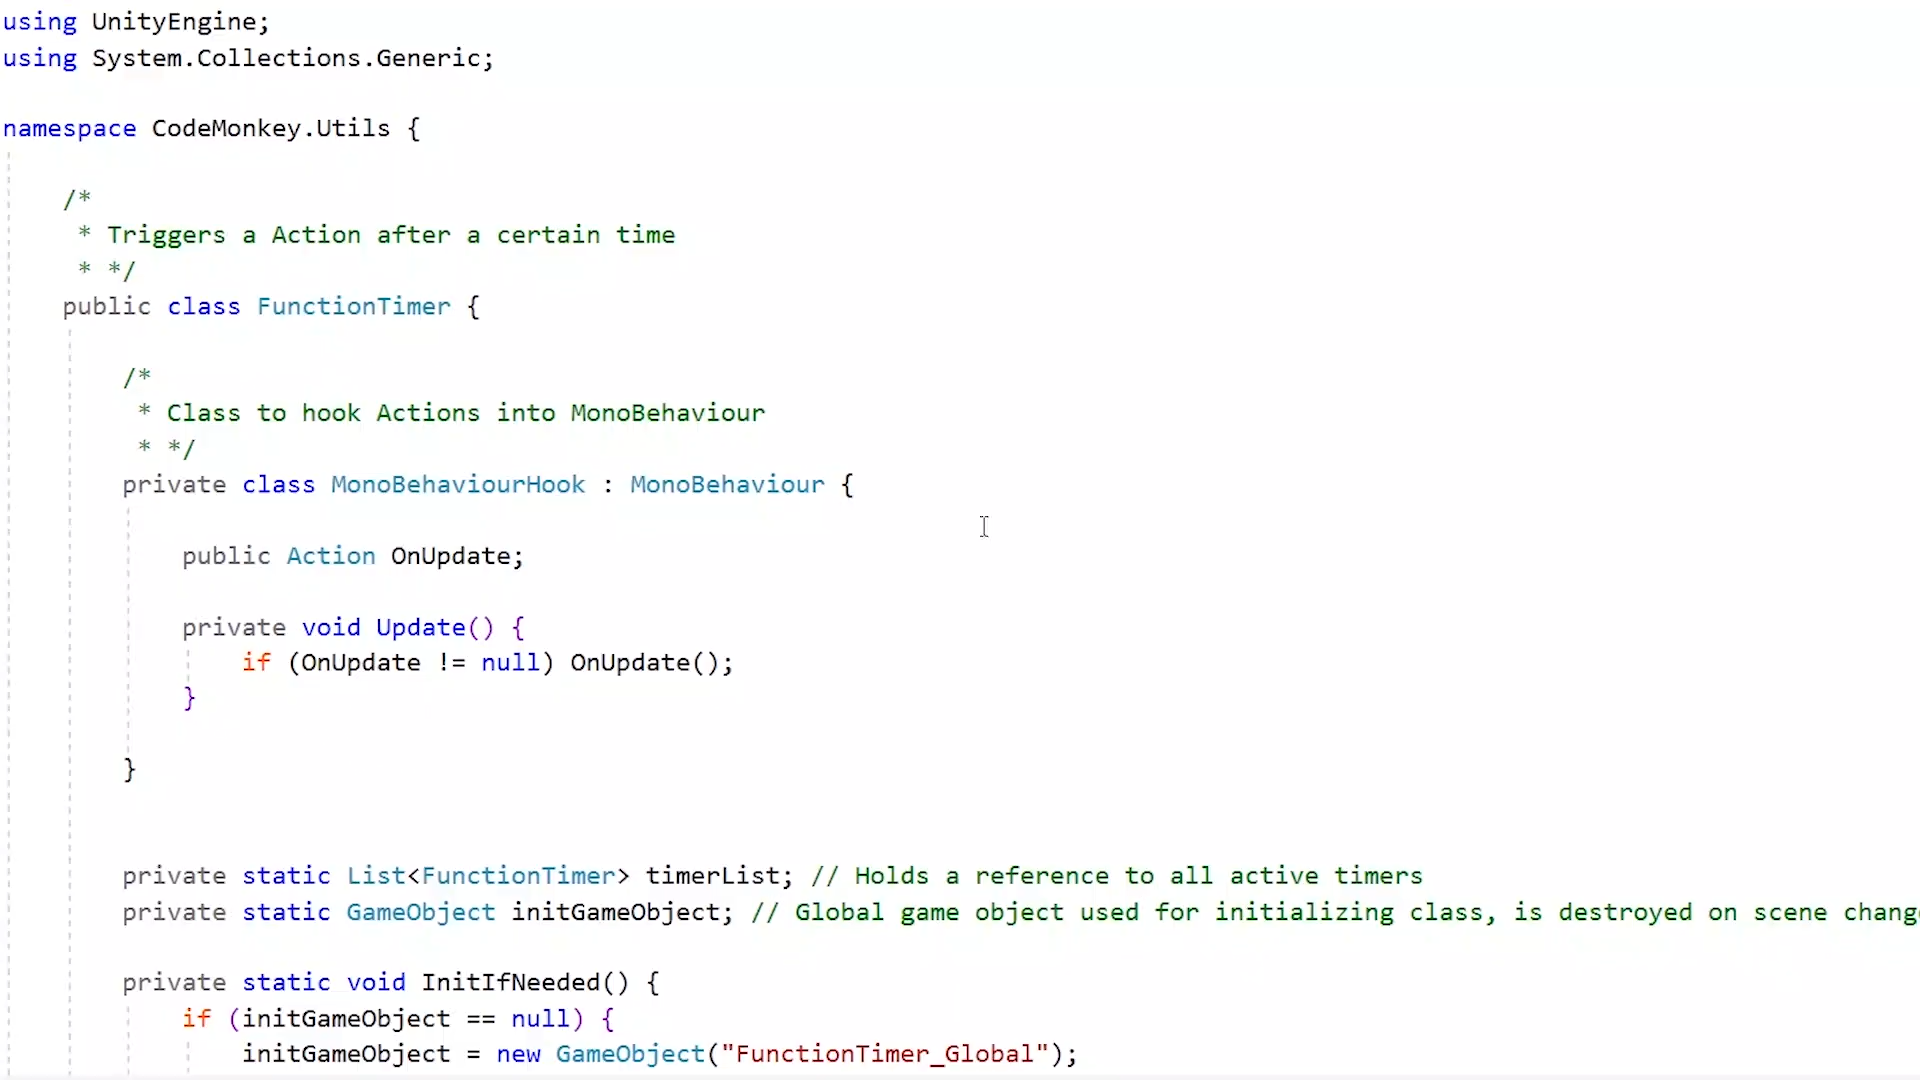 using UnityEngine;
using System.Collections.Generic;
namespace CodeMonkey.Utils {
/*
* Triggers a Action after a certain time
* */
public class FunctionTimer {
/*
* Class to hook Actions into MonoBehaviour
* */
private class MonoBehaviourHook : MonoBehaviour {
public Action OnUpdate;
private void Update() {
if (OnUpdate != null) OnUpdate();
}
}
private static List<FunctionTimer> timerList; // Holds a reference to all active timers
private static GameObject initGameObject; // Global game object used for initializing class, is destroyed on scene chang
private static void InitIfNeeded() {
if (initGameObject == null) {
initGameObject = new GameObject("FunctionTimer_Global");